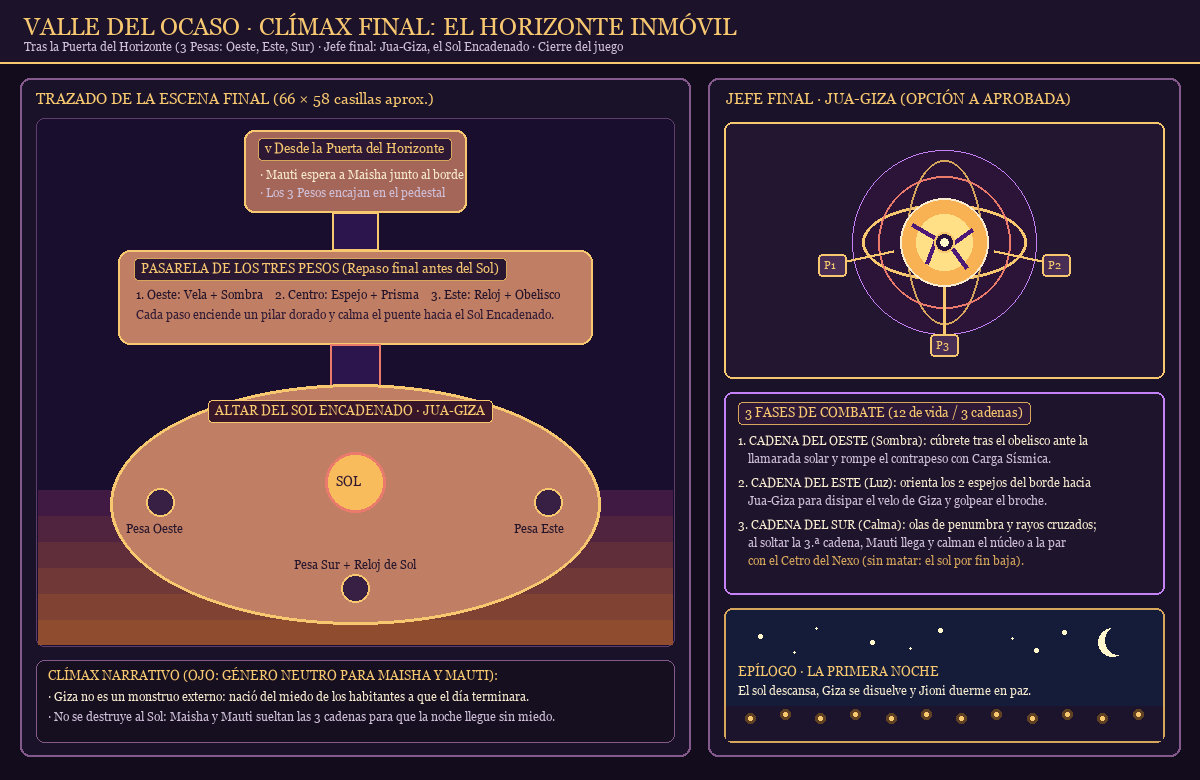 VALLE DEL OCASO · CLÍMAX FINAL: EL HORIZONTE INMÓVIL
Tras la Puerta del Horizonte (3 Pesas: Oeste, Este, Sur) · Jefe final: Jua-Giza, el Sol Encadenado · Cierre del juego
TRAZADO DE LA ESCENA FINAL (66 × 58 casillas aprox.)
v Desde la Puerta del Horizonte
· Mauti espera a Maisha junto al borde
· Los 3 Pesos encajan en el pedestal
PASARELA DE LOS TRES PESOS (Repaso final antes del Sol)
1. Oeste: Vela + Sombra 2. Centro: Espejo + Prisma 3. Este: Reloj + Obelisco
Cada paso enciende un pilar dorado y calma el puente hacia el Sol Encadenado.
ALTAR DEL SOL ENCADENADO · JUA-GIZA
SOL
Pesa Oeste
Pesa Este
Pesa Sur + Reloj de Sol
CLÍMAX NARRATIVO (OJO: GÉNERO NEUTRO PARA MAISHA Y MAUTI):
· Giza no es un monstruo externo: nació del miedo de los habitantes a que el día terminara.
· No se destruye al Sol: Maisha y Mauti sueltan las 3 cadenas para que la noche llegue sin miedo.
JEFE FINAL · JUA-GIZA (OPCIÓN A APROBADA)
P1
P2
P3
3 FASES DE COMBATE (12 de vida / 3 cadenas)
1. CADENA DEL OESTE (Sombra): cúbrete tras el obelisco ante la
llamarada solar y rompe el contrapeso con Carga Sísmica.
2. CADENA DEL ESTE (Luz): orienta los 2 espejos del borde hacia
Jua-Giza para disipar el velo de Giza y golpear el broche.
3. CADENA DEL SUR (Calma): olas de penumbra y rayos cruzados;
al soltar la 3.ª cadena, Mauti llega y calman el núcleo a la par
con el Cetro del Nexo (sin matar: el sol por fin baja).
EPÍLOGO · LA PRIMERA NOCHE
El sol descansa, Giza se disuelve y Jioni duerme en paz.